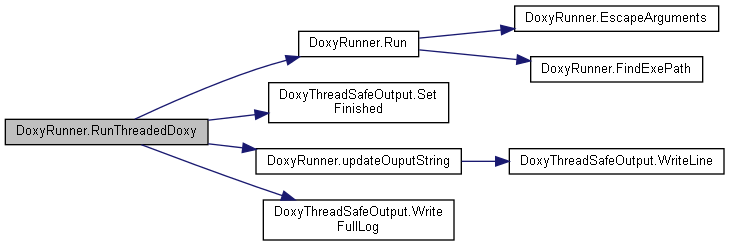 DoxyRunner.RunThreadedDoxy
DoxyRunner.Run
DoxyRunner.EscapeArguments
DoxyRunner.FindExePath
DoxyThreadSafeOutput.Set
Finished
DoxyRunner.updateOuputString
DoxyThreadSafeOutput.WriteLine
DoxyThreadSafeOutput.Write
FullLog